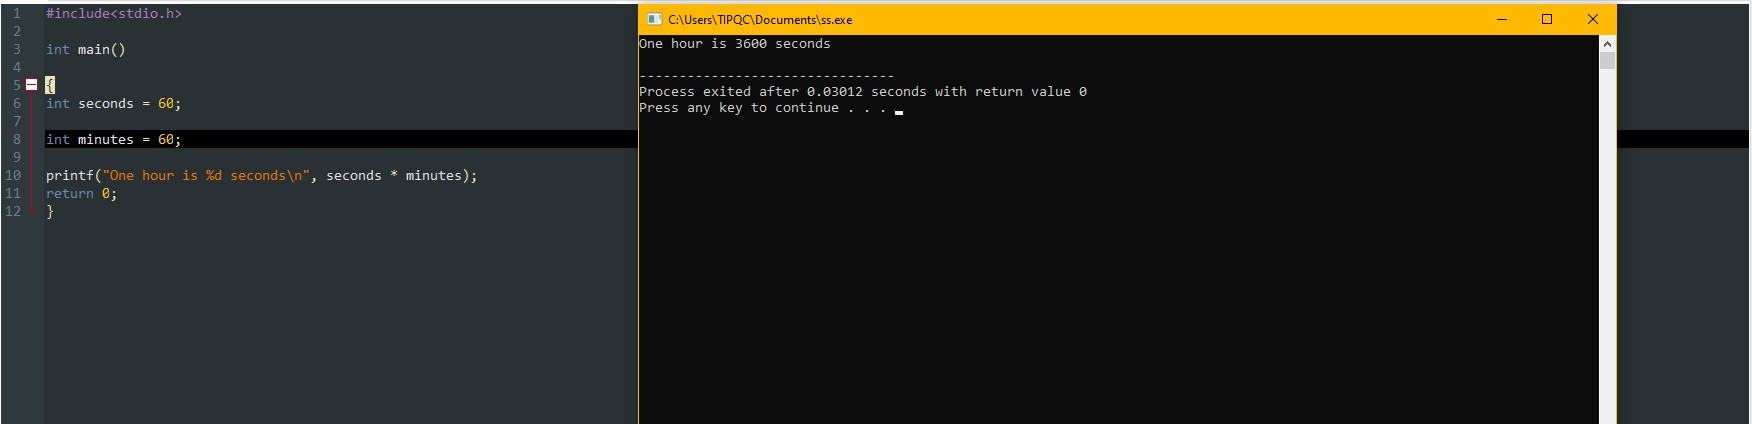 1 #include<stdio.h>
2
3 int main()
4
5 {
6 int seconds = 60;
7
8 int minutes = 60;
9
10 printf("One hour is %d seconds\n", seconds * minutes);
11 return 0;
12 }
C:\Users\TIPQC\Documents\ss.exe
One hour is 3600 seconds
--------------------------------
Process exited after 0.03012 seconds with return value 0
Press any key to continue . . .